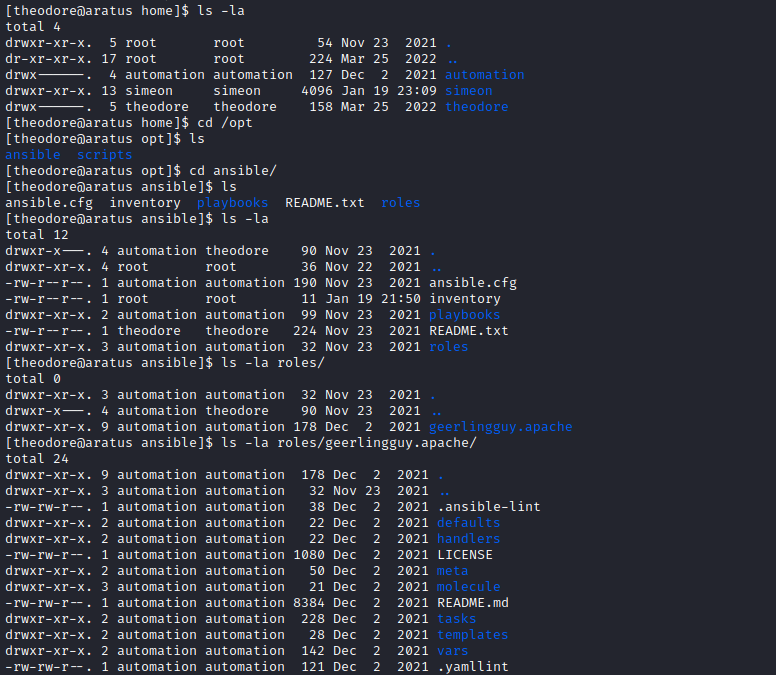 [theodore@aratus home]$ ls -la
total 4
drwxr-xr-x.  5 root       root         54 Nov 23  2021 .
dr-xr-xr-x. 17 root       root        224 Mar 25  2022 ..
drwx------.  4 automation automation  127 Dec  2  2021 automation
drwxr-xr-x. 13 simeon     simeon     4096 Jan 19 23:09 simeon
drwx------.  5 theodore   theodore    158 Mar 25  2022 theodore
[theodore@aratus home]$ cd /opt
[theodore@aratus opt]$ ls
ansible  scripts
[theodore@aratus opt]$ cd ansible/
[theodore@aratus ansible]$ ls
ansible.cfg  inventory  playbooks  README.txt  roles
[theodore@aratus ansible]$ ls -la
total 12
drwxr-x---. 4 automation theodore    90 Nov 23  2021 .
drwxr-xr-x. 4 root       root        36 Nov 22  2021 ..
-rw-r--r--. 1 automation automation 190 Nov 23  2021 ansible.cfg
-rw-r--r--. 1 root       root        11 Jan 19 21:50 inventory
drwxr-xr-x. 2 automation automation  99 Nov 23  2021 playbooks
-rw-r--r--. 1 theodore   theodore   224 Nov 23  2021 README.txt
drwxr-xr-x. 3 automation automation  32 Nov 23  2021 roles
[theodore@aratus ansible]$ ls -la roles/
total 0
drwxr-xr-x. 3 automation automation  32 Nov 23  2021 .
drwxr-x---. 4 automation theodore    90 Nov 23  2021 ..
drwxr-xr-x. 9 automation automation 178 Dec  2  2021 geerlingguy.apache
[theodore@aratus ansible]$ ls -la roles/geerlingguy.apache/
total 24
drwxr-xr-x. 9 automation automation  178 Dec  2  2021 .
drwxr-xr-x. 3 automation automation   32 Nov 23  2021 ..
-rw-rw-r--. 1 automation automation   38 Dec  2  2021 .ansible-lint
drwxr-xr-x. 2 automation automation   22 Dec  2  2021 defaults
drwxr-xr-x. 2 automation automation   22 Dec  2  2021 handlers
-rw-rw-r--. 1 automation automation 1080 Dec  2  2021 LICENSE
drwxr-xr-x. 2 automation automation   50 Dec  2  2021 meta
drwxr-xr-x. 3 automation automation   21 Dec  2  2021 molecule
-rw-rw-r--. 1 automation automation 8384 Dec  2  2021 README.md
drwxr-xr-x. 2 automation automation  228 Dec  2  2021 tasks
drwxr-xr-x. 2 automation automation   28 Dec  2  2021 templates
drwxr-xr-x. 2 automation automation  142 Dec  2  2021 vars
-rw-rw-r--. 1 automation automation  121 Dec  2  2021 .yamllint